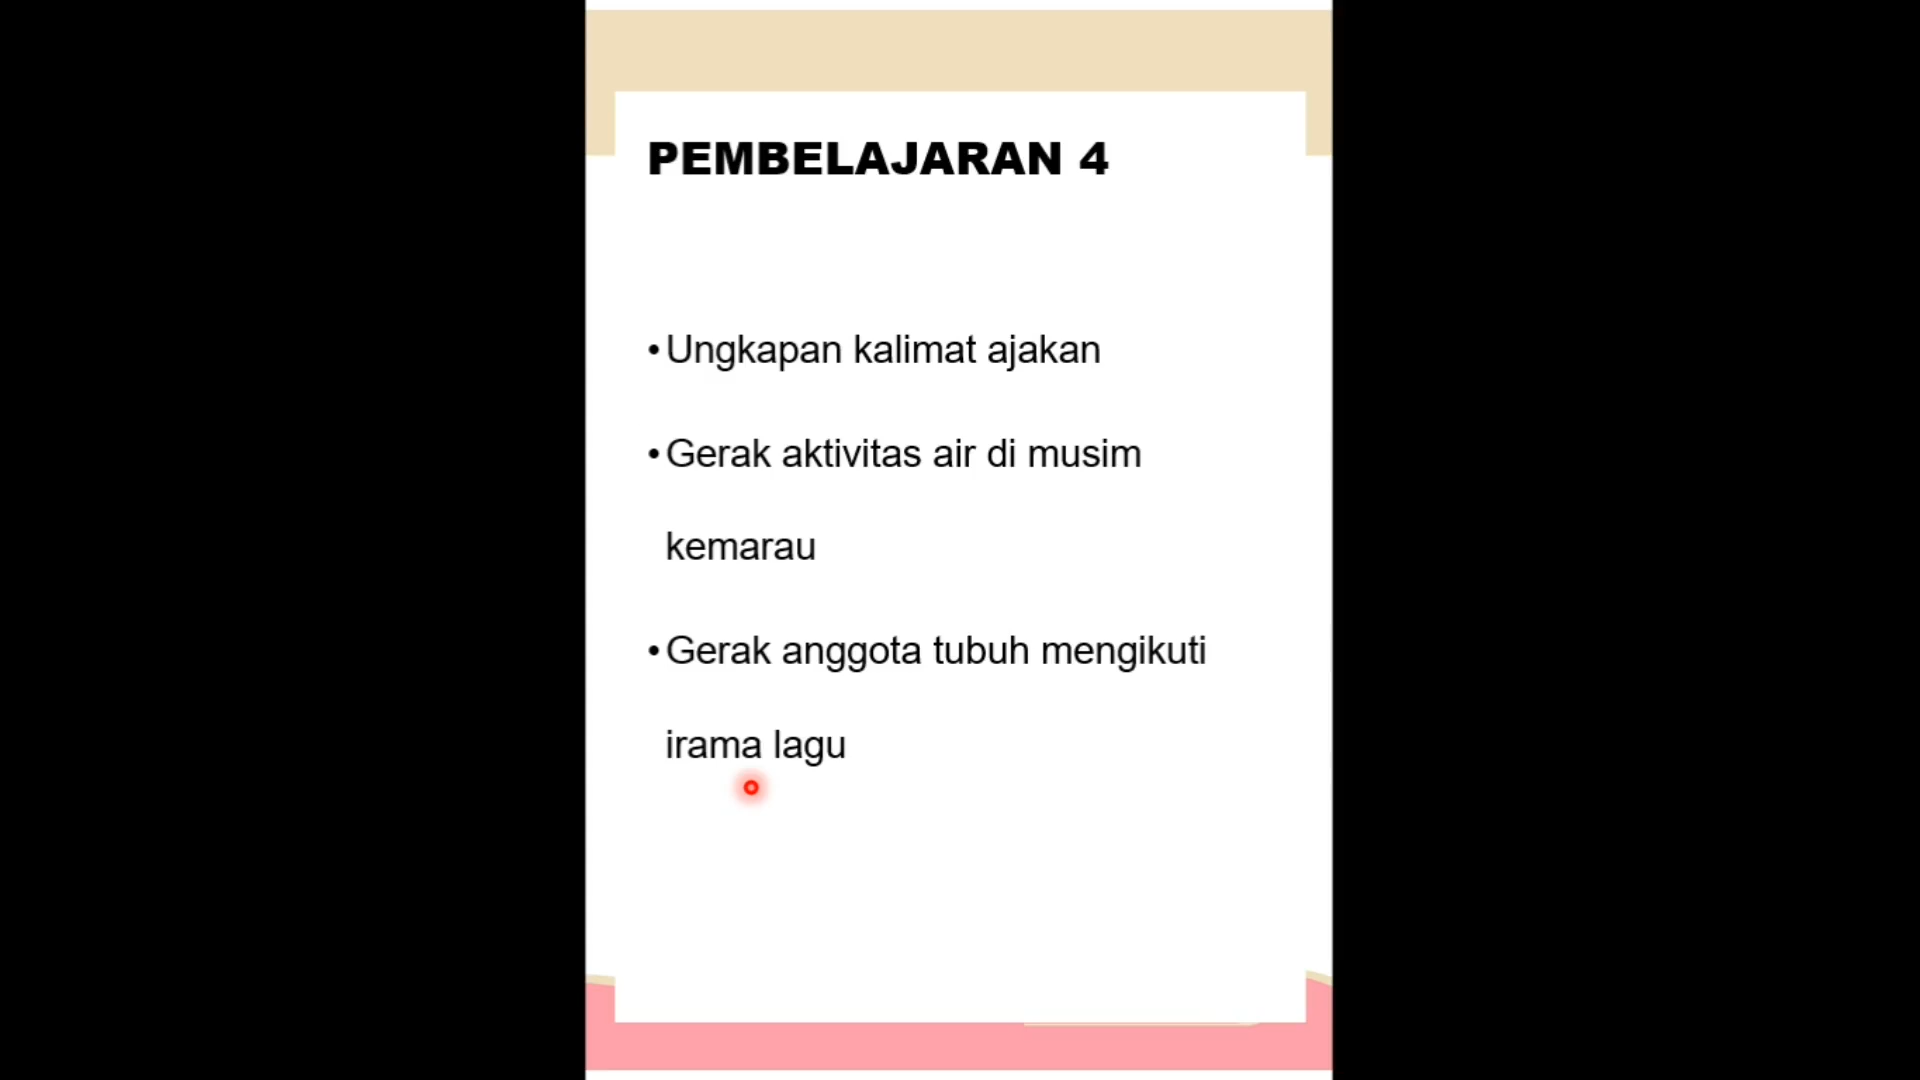 PEMBELAJARAN 4
•Ungkapan kalimat ajakan
•Gerak aktivitas air di musim
kemarau
•Gerak anggota tubuh mengikuti
irama lagu